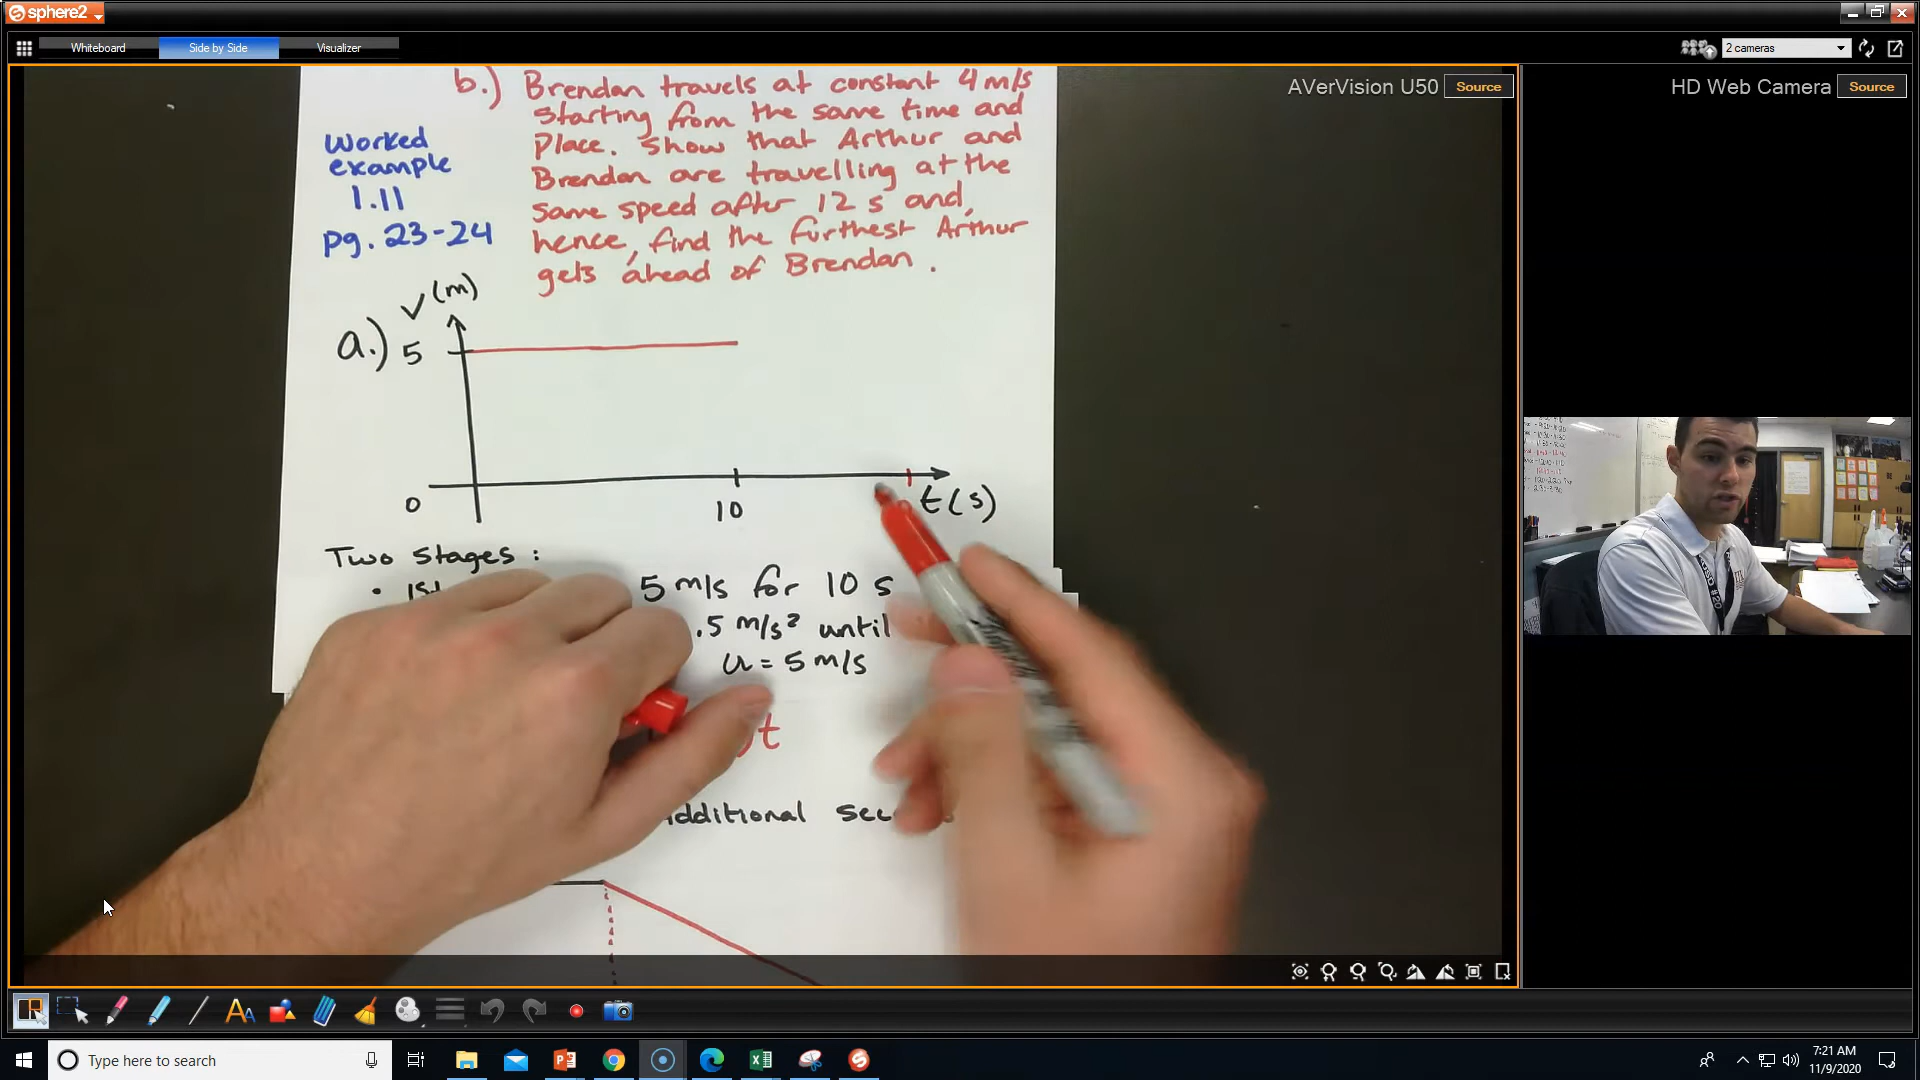 sphere2
Whiteboard
Side by Side
Visualizer
2 cameras
AVerVision U50
Source
HD Web Camera
Source
b.) Brendan travels at constant 4 m/s
starting from the same time and
Place. Show that Arthur and
Brendan are travelling at the
same speed after 12 s and,
hence, find the furthest Arthur
gets ahead of Brendan.
Worked
example
1.11
pg. 23-24
a.)
v (m)
5
0
10
t(s)
Two stages:
• 1st
5 m/s for 10 s
.5 m/s² until
u = 5 m/s
)t
additional
Type here to search
7:21 AM
11/9/2020